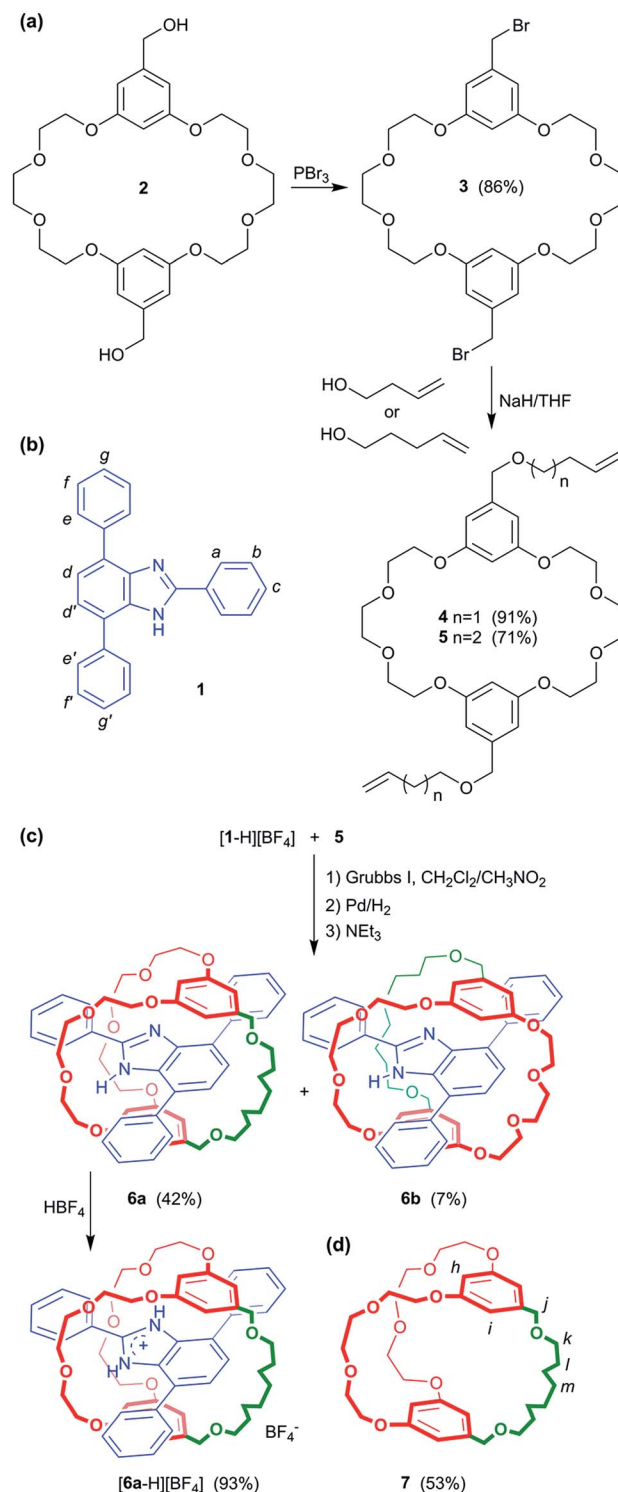 (a)
OH
O O
O O
2
O O
O O
HO
PBr₃
Br
O O
O O
3 (86%)
O O
O O
Br
HO
or
HO
NaH/THF
(b)
g
f
e
a
b
d
N
c
d'
N
H
e'
f'
g'
1
O
n
O O
O O
4 n=1 (91%)
5 n=2 (71%)
O O
O O
n
O
(c)
[1-H][BF₄] + 5
1) Grubbs I, CH₂Cl₂/CH₃NO₂
2) Pd/H₂
3) NEt₃
O O
O O
O O
N
H N
O
O O
O
6a (42%)
+
O
O O
O O
N
H N
O
O O
O
6b (7%)
HBF₄
O O
O O
O O
H
N
+
N
H
O
O O
O
BF₄⁻
[6a-H][BF₄] (93%)
(d)
O O
h
O O
j
i
O
k
O
l
O
m
O
O O
7 (53%)